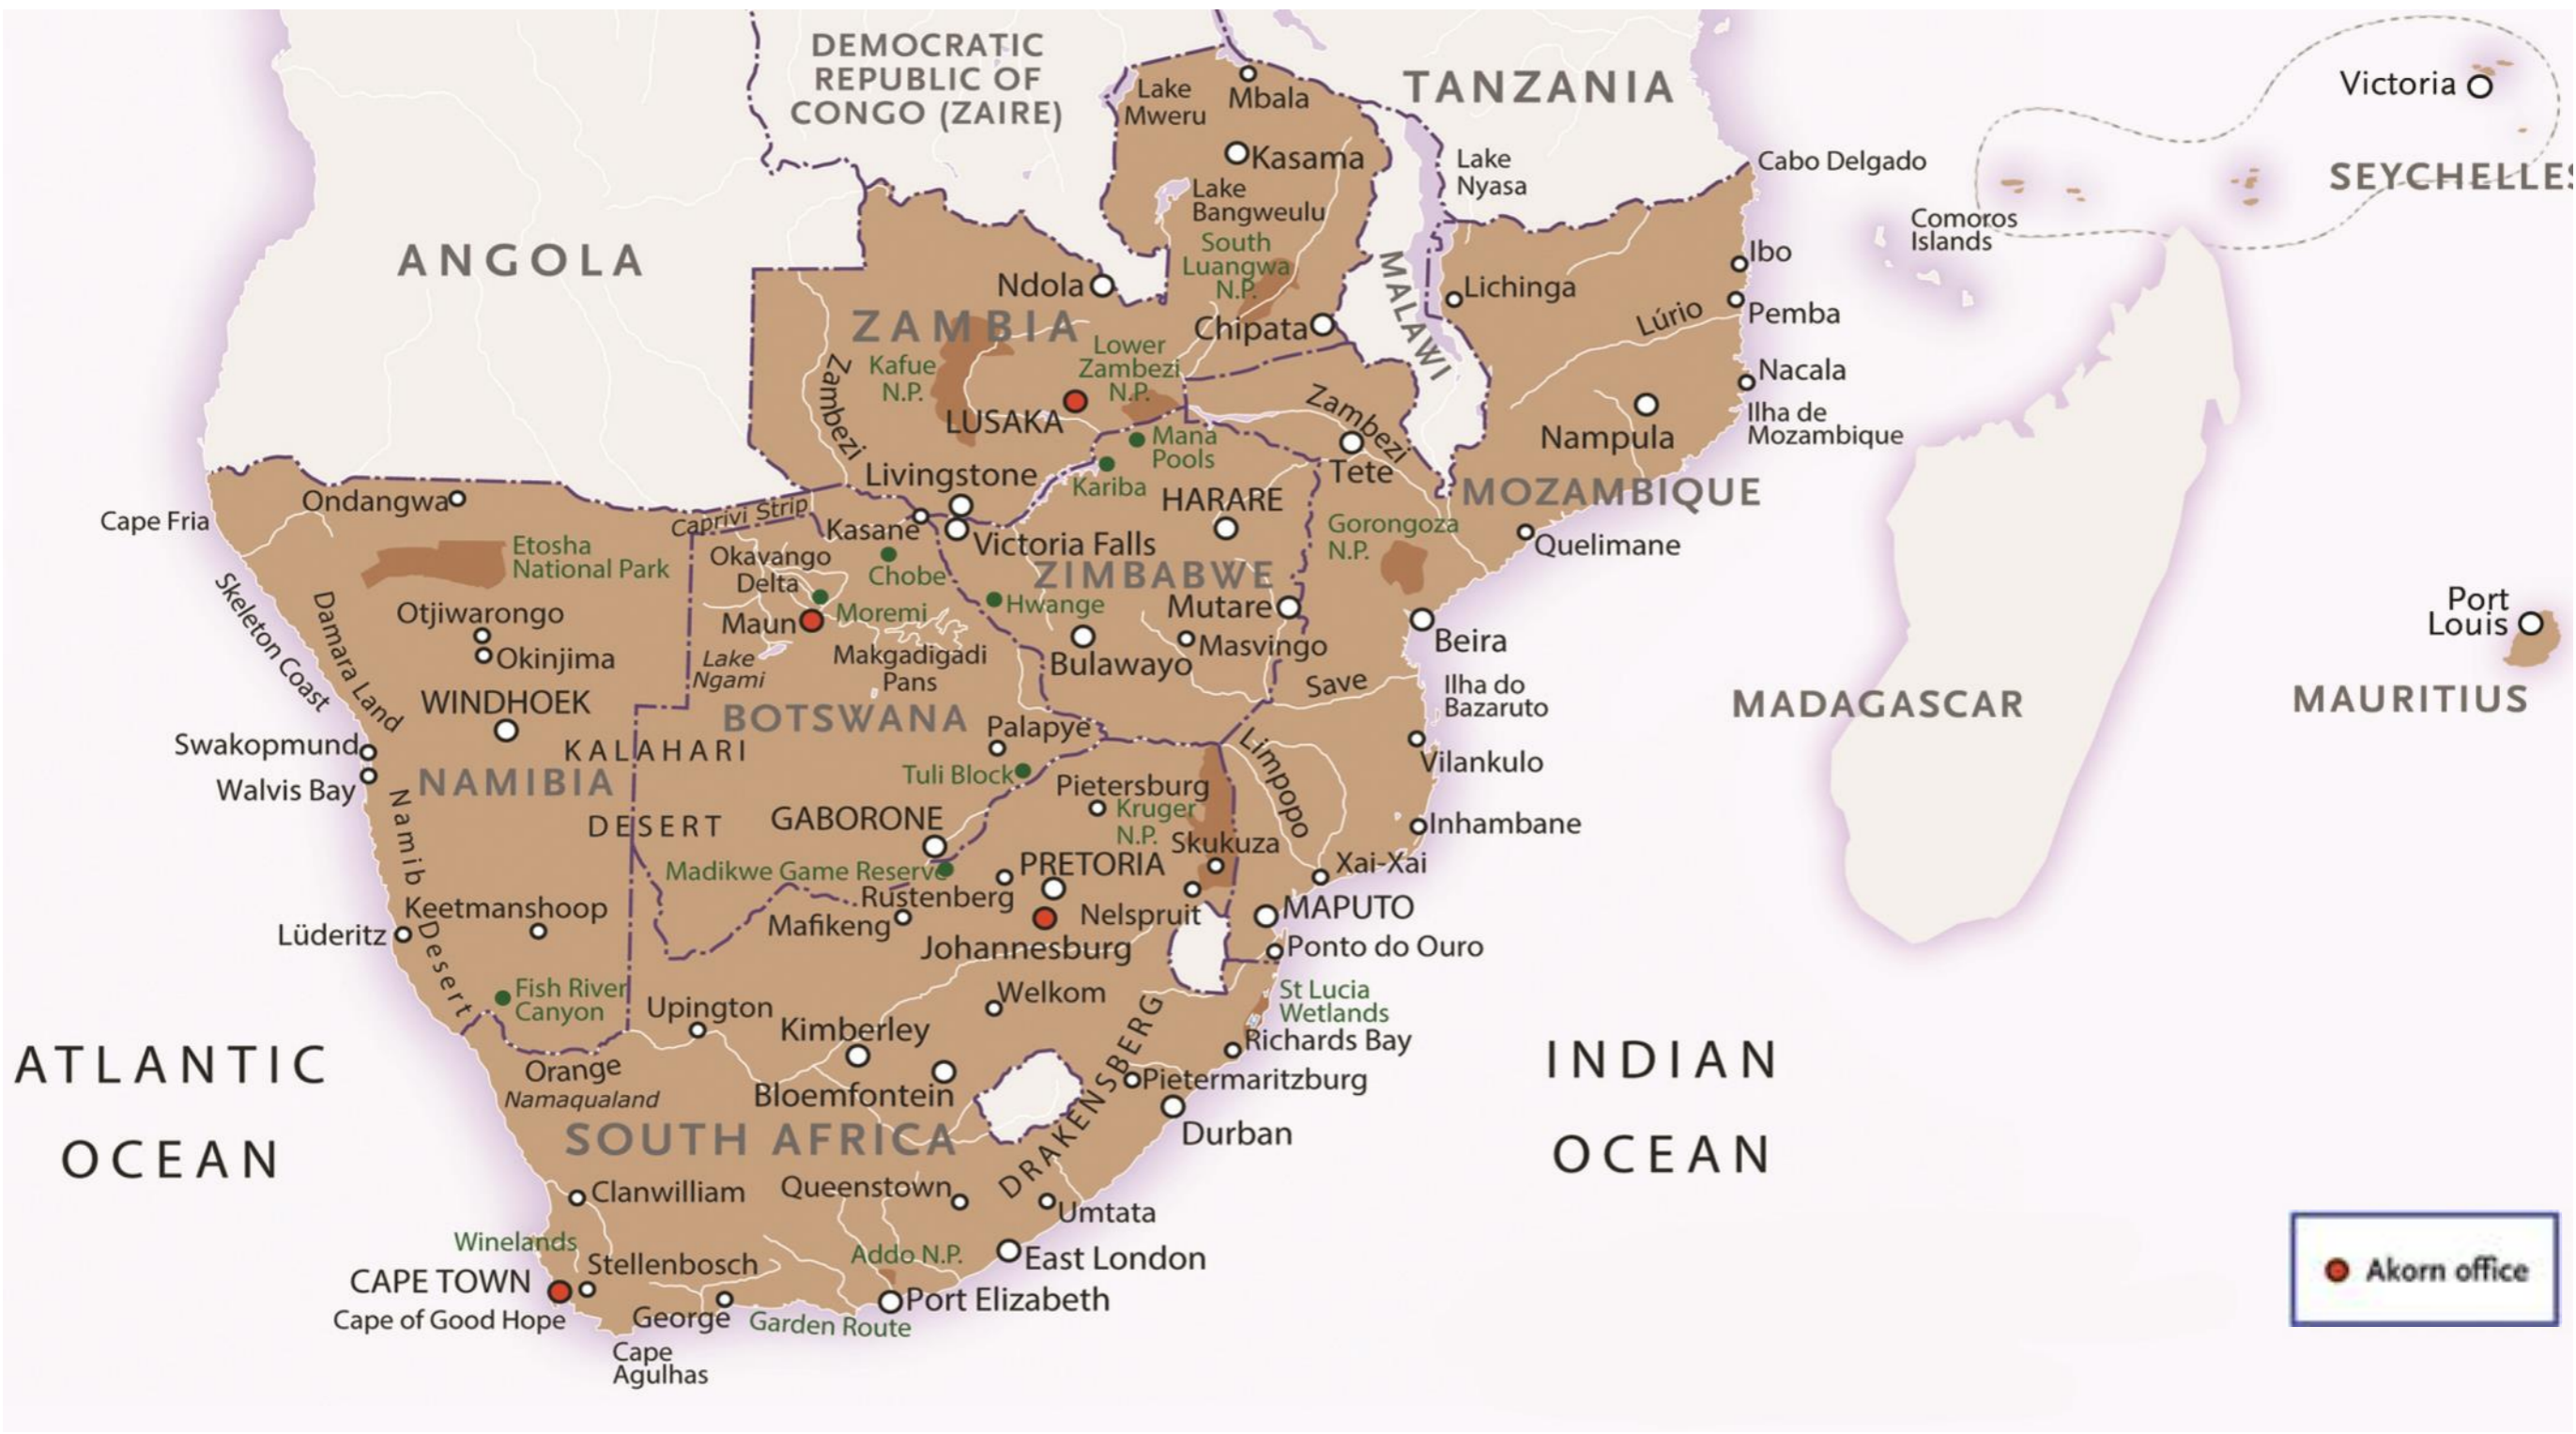 DEMOCRATIC
REPUBLIC OF
CONGO (ZAIRE)
TANZANIA
Victoria
SEYCHELLES
Lake
Mweru
Mbala
Kasama
Lake
Nyasa
Cabo Delgado
Lake
Bangweulu
Comoros
Islands
ANGOLA
South
Luangwa
N.P.
Ibo
Ndola
MALAWI
Lichinga
ZAMBIA
Chipata
Lúrio
Pemba
Kafue
N.P.
Lower
Zambezi
N.P.
Zambezi
Nacala
LUSAKA
Zambezi
Ilha de
Mozambique
Mana
Pools
Nampula
Livingstone
Kariba
Tete
HARARE
MOZAMBIQUE
Ondangwa
Cape Fria
Caprivi Strip
Kasane
Victoria Falls
Gorongoza
N.P.
Quelimane
Etosha
National Park
Okavango
Delta
Chobe
ZIMBABWE
Skeleton Coast
Damara Land
Otjiwarongo
Okinjima
Maun
Moremi
Hwange
Mutare
Masvingo
Beira
Port
Louis
Lake
Ngami
Makgadigadi
Pans
Bulawayo
Save
Ilha do
Bazaruto
WINDHOEK
BOTSWANA
MADAGASCAR
MAURITIUS
Swakopmund
KALAHARI
Palapye
Limpopo
Walvis Bay
NAMIBIA
Tuli Block
Vilankulo
Pietersburg
Kruger
N.P.
Namib Desert
DESERT
GABORONE
Skukuza
Inhambane
Madikwe Game Reserve
PRETORIA
Xai-Xai
Rustenberg
Keetmanshoop
Mafikeng
Nelspruit
MAPUTO
Lüderitz
Johannesburg
Ponto do Ouro
Fish River
Canyon
Upington
Welkom
St Lucia
Wetlands
Kimberley
Richards Bay
ATLANTIC
OCEAN
INDIAN
OCEAN
Orange
Namaqualand
Bloemfontein
DRAKENSBERG
Pietermaritzburg
SOUTH AFRICA
Durban
Clanwilliam
Queenstown
Umtata
Winelands
Stellenbosch
Addo N.P.
East London
CAPE TOWN
Cape of Good Hope
George
Garden Route
Port Elizabeth
Cape
Agulhas
Akorn office